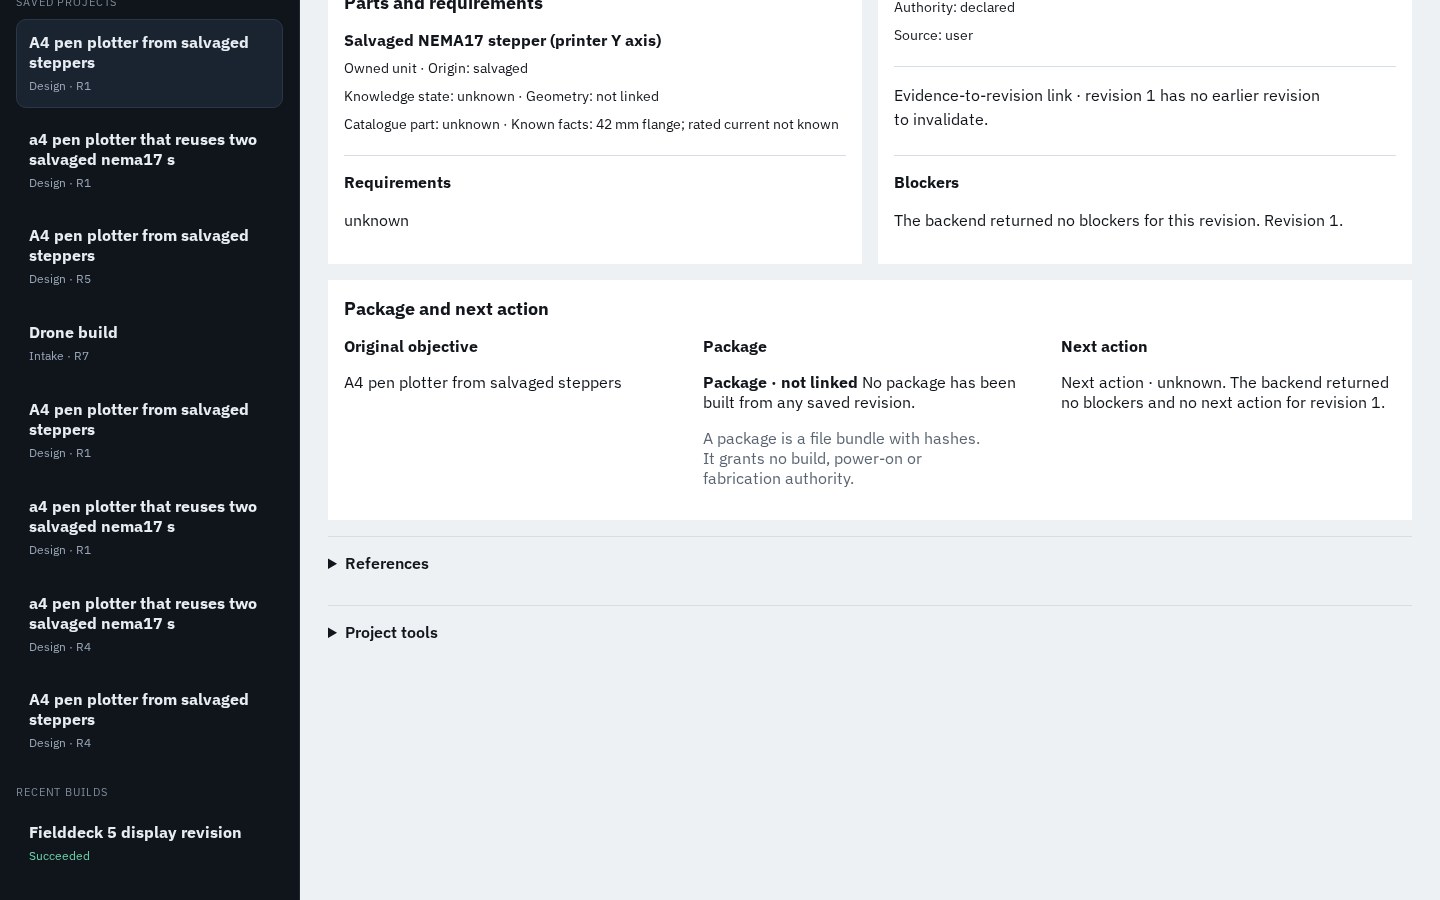 SAVED PROJECTS
A4 pen plotter from salvaged
steppers
Design · R1
a4 pen plotter that reuses two
salvaged nema17 s
Design · R1
A4 pen plotter from salvaged
steppers
Design · R5
Drone build
Intake · R7
A4 pen plotter from salvaged
steppers
Design · R1
a4 pen plotter that reuses two
salvaged nema17 s
Design · R1
a4 pen plotter that reuses two
salvaged nema17 s
Design · R4
A4 pen plotter from salvaged
steppers
Design · R4
RECENT BUILDS
Fielddeck 5 display revision
Succeeded
Parts and requirements
Salvaged NEMA17 stepper (printer Y axis)
Owned unit · Origin: salvaged
Knowledge state: unknown · Geometry: not linked
Catalogue part: unknown · Known facts: 42 mm flange; rated current not known
Requirements
unknown
Authority: declared
Source: user
Evidence-to-revision link · revision 1 has no earlier revision
to invalidate.
Blockers
The backend returned no blockers for this revision. Revision 1.
Package and next action
Original objective
A4 pen plotter from salvaged steppers
Package
Package · not linked No package has been
built from any saved revision.
A package is a file bundle with hashes.
It grants no build, power-on or
fabrication authority.
Next action
Next action · unknown. The backend returned
no blockers and no next action for revision 1.
References
Project tools